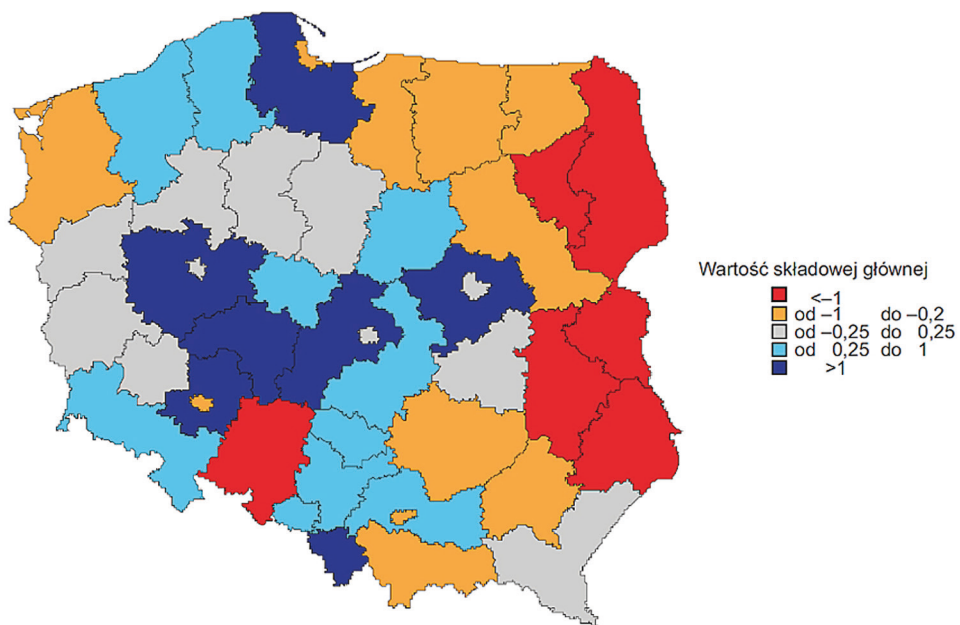 Wartość składowej głównej
<–1
od –1 do –0,2
od –0,25 do 0,25
od 0,25 do 1
>1